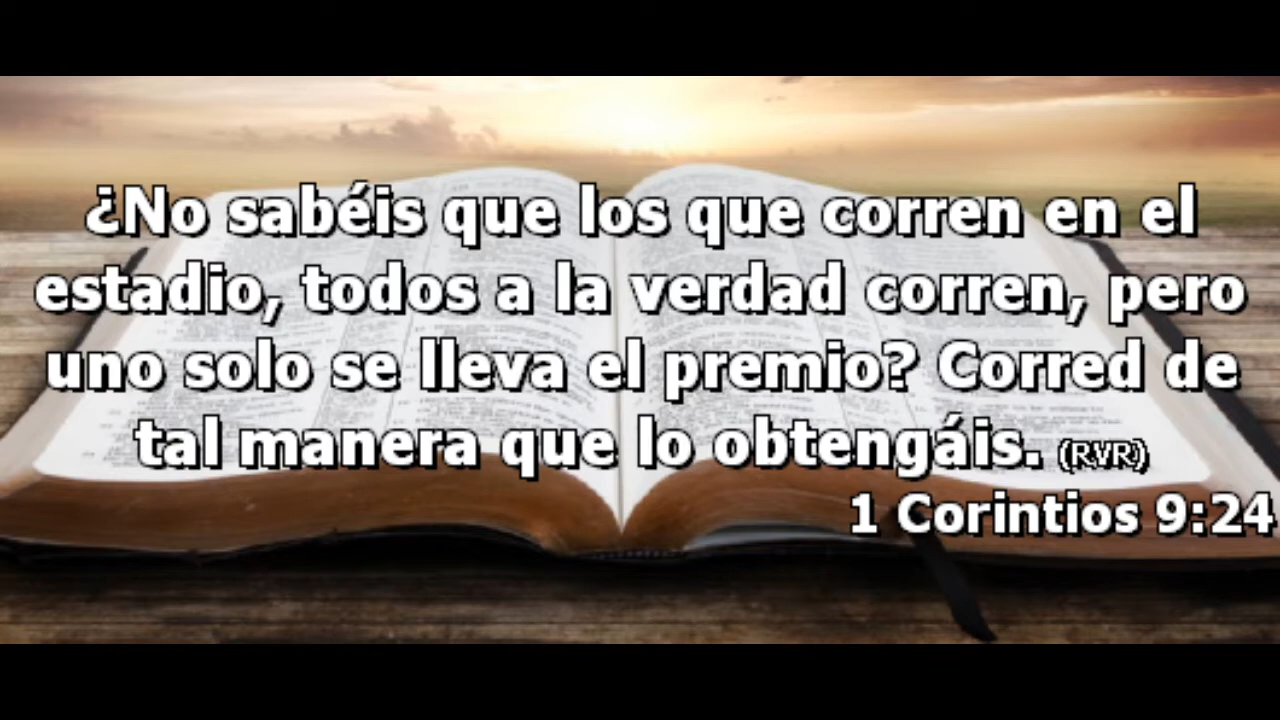 ¿No sabéis que los que corren en el
estadio, todos a la verdad corren, pero
uno solo se lleva el premio? Corred de
tal manera que lo obtengáis. (RVR)
1 Corintios 9:24